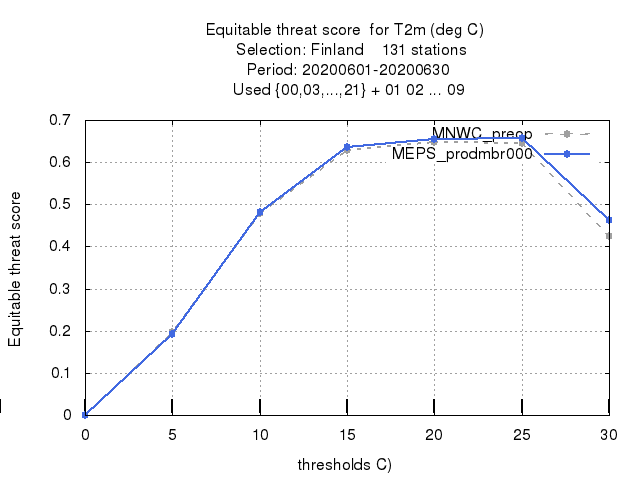 Equitable threat score for T2m (deg C)
Selection: Finland 131 stations
Period: 20200601-20200630
Used {00,03,...,21} + 01 02 ... 09
MNWC_preop
MEPS_prodmbr000
Equitable threat score
0.7
0.6
0.5
0.4
0.3
0.2
0.1
0
0 5 10 15 20 25 30
thresholds C)